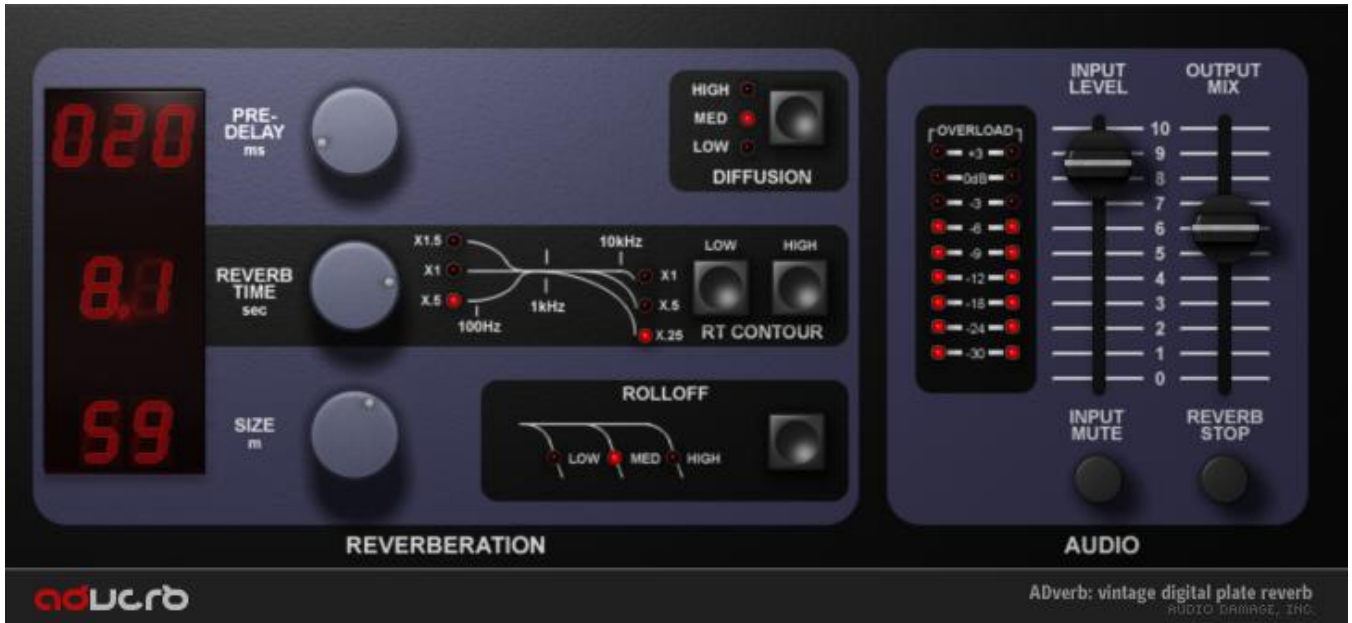 020
PRE-
DELAY
ms
HIGH
MED
LOW
DIFFUSION
8.1
REVERB
TIME
sec
X1.5
X1
X.5
100Hz
1kHz
10kHz
X1
X.5
X.25
LOW
HIGH
RT CONTOUR
59
SIZE
m
ROLLOFF
LOW
MED
HIGH
REVERBERATION
OVERLOAD
+3
0dB
-3
-6
-9
-12
-18
-24
-30
INPUT
LEVEL
OUTPUT
MIX
10
9
8
7
6
5
4
3
2
1
0
INPUT
MUTE
REVERB
STOP
AUDIO
adverb
ADverb: vintage digital plate reverb
AUDIO DAMAGE, INC.